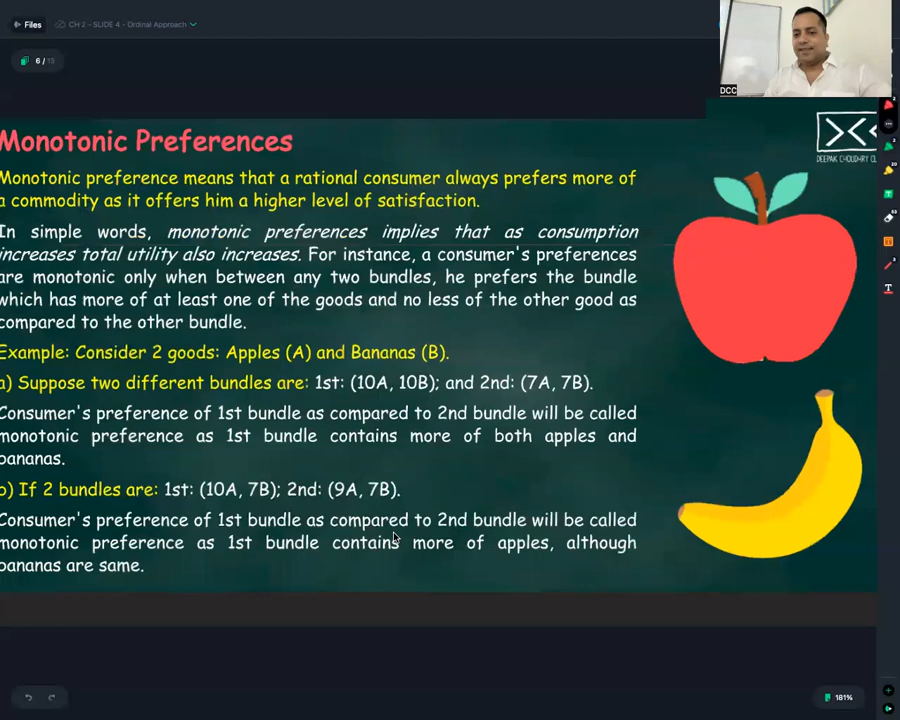 Files
CH 2 - SLIDE 4 - Ordinal Approach
6 / 13
DCC
DEEPAK CHOUDHARY CL
Monotonic Preferences
Monotonic preference means that a rational consumer always prefers more of
a commodity as it offers him a higher level of satisfaction.
In simple words, monotonic preferences implies that as consumption
increases total utility also increases. For instance, a consumer's preferences
are monotonic only when between any two bundles, he prefers the bundle
which has more of at least one of the goods and no less of the other good as
compared to the other bundle.
Example: Consider 2 goods: Apples (A) and Bananas (B).
a) Suppose two different bundles are: 1st: (10A, 10B); and 2nd: (7A, 7B).
Consumer's preference of 1st bundle as compared to 2nd bundle will be called
monotonic preference as 1st bundle contains more of both apples and
bananas.
b) If 2 bundles are: 1st: (10A, 7B); 2nd: (9A, 7B).
Consumer's preference of 1st bundle as compared to 2nd bundle will be called
monotonic preference as 1st bundle contains more of apples, although
bananas are same.
181%